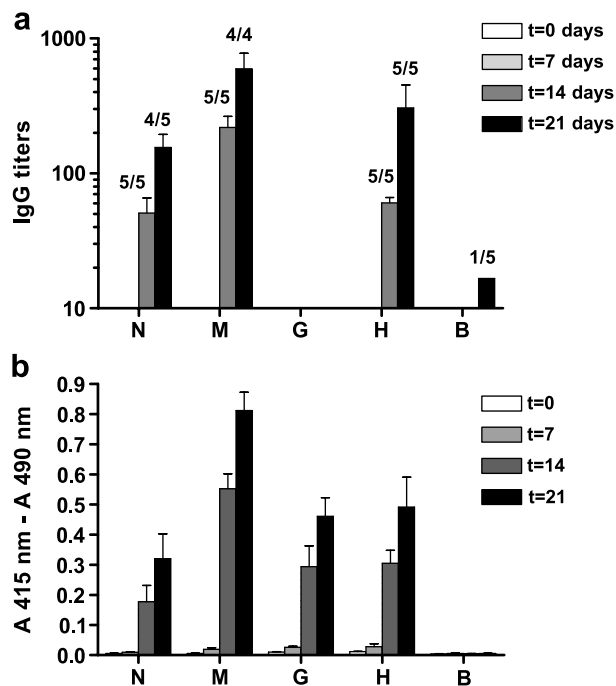 a
IgG titers
1000
100
10
5/5
4/5
5/5
4/4
5/5
5/5
1/5
N M G H B
t=0 days
t=7 days
t=14 days
t=21 days
b
A 415 nm - A 490 nm
0.9
0.8
0.7
0.6
0.5
0.4
0.3
0.2
0.1
0.0
N M G H B
t=0
t=7
t=14
t=21